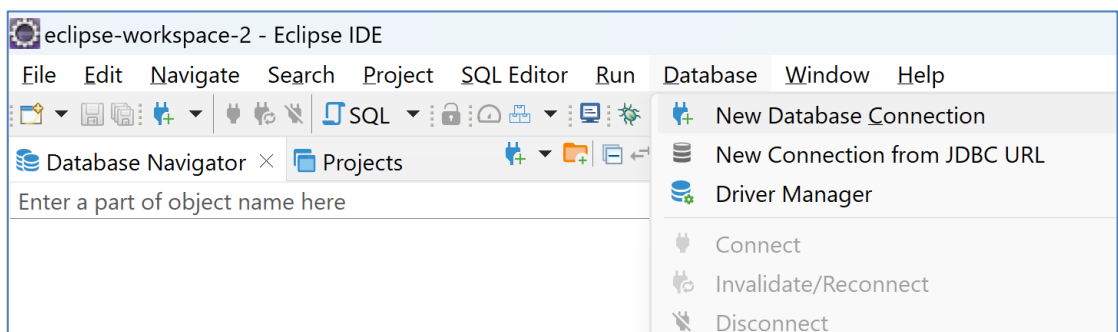 eclipse-workspace-2 - Eclipse IDE
File Edit Navigate Search Project SQL Editor Run Database Window Help
SQL
New Database Connection
Database Navigator × Projects
New Connection from JDBC URL
Enter a part of object name here
Driver Manager
Connect
Invalidate/Reconnect
Disconnect